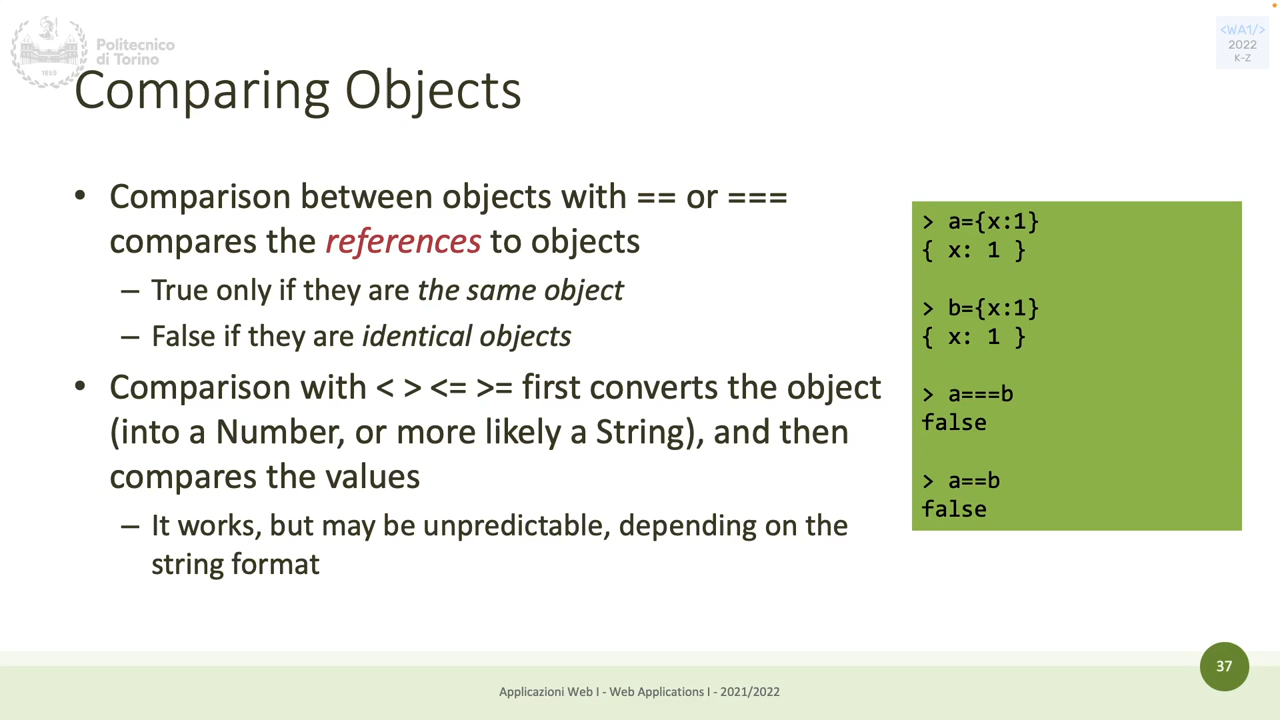 Politecnico
di Torino
1859
<WA1/>
2022
K-Z
Comparing Objects
• Comparison between objects with == or ===
compares the references to objects
– True only if they are the same object
– False if they are identical objects
• Comparison with < > <= >= first converts the object
(into a Number, or more likely a String), and then
compares the values
– It works, but may be unpredictable, depending on the
string format
> a={x:1}
{ x: 1 }
> b={x:1}
{ x: 1 }
> a===b
false
> a==b
false
37
Applicazioni Web I - Web Applications I - 2021/2022